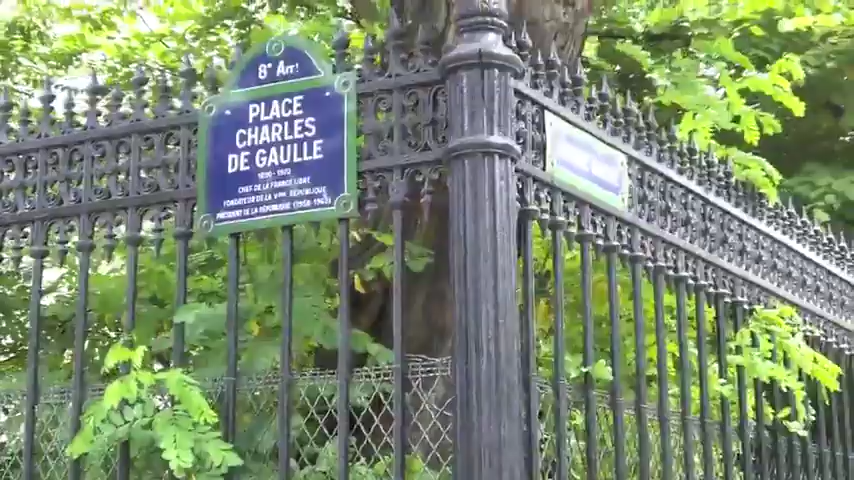 8e Arrt
PLACE
CHARLES
DE GAULLE
1890 - 1970
CHEF DE LA FRANCE LIBRE
FONDATEUR DE LA Vème RÉPUBLIQUE
PRÉSIDENT DE LA RÉPUBLIQUE (1958-1969)